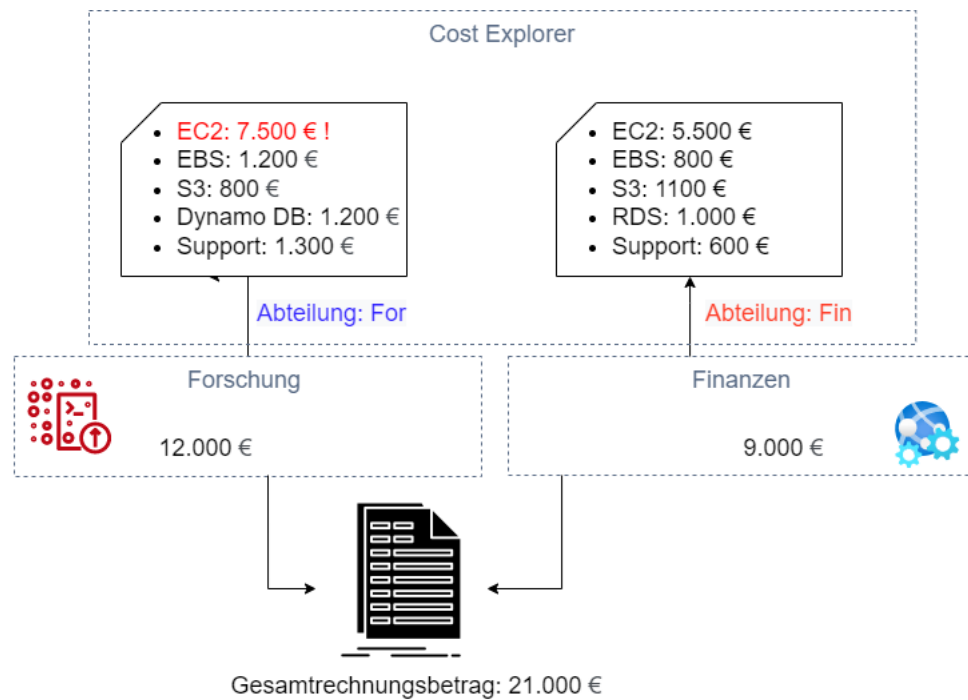 Cost Explorer
EC2: 7.500 € !
EBS: 1.200 €
S3: 800 €
Dynamo DB: 1.200 €
Support: 1.300 €
EC2: 5.500 €
EBS: 800 €
S3: 1100 €
RDS: 1.000 €
Support: 600 €
Abteilung: For
Abteilung: Fin
Forschung
12.000 €
Finanzen
9.000 €
Gesamtrechnungsbetrag: 21.000 €